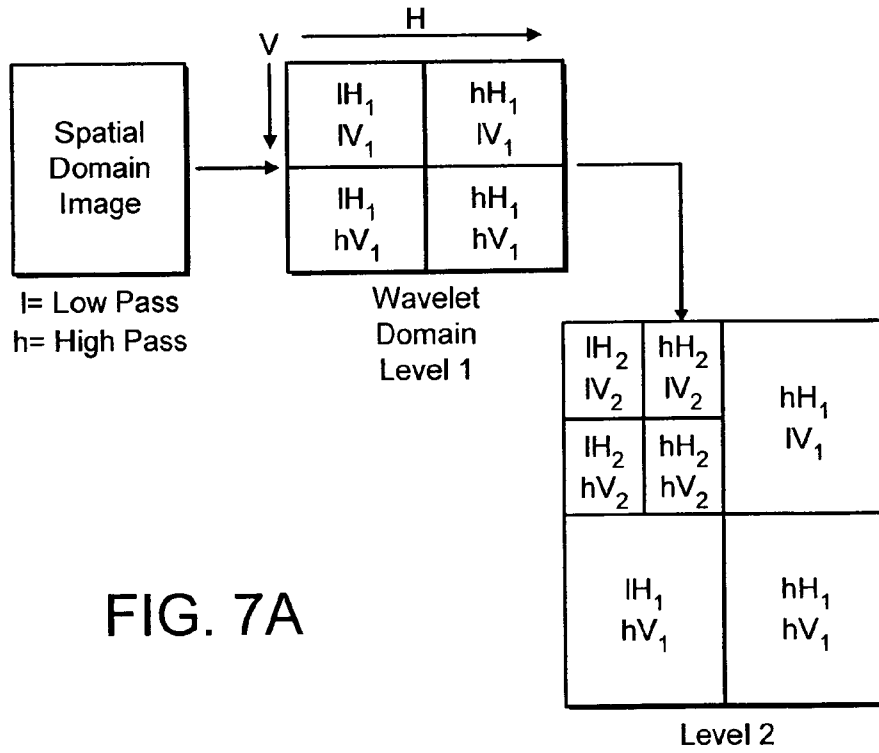 H
V
Spatial
Domain
Image
lH₁
lV₁
hH₁
lV₁
lH₁
hV₁
hH₁
hV₁
l= Low Pass
h= High Pass
Wavelet
Domain
Level 1
lH₂
lV₂
hH₂
lV₂
hH₁
lV₁
lH₂
hV₂
hH₂
hV₂
lH₁
hV₁
hH₁
hV₁
FIG. 7A
Level 2